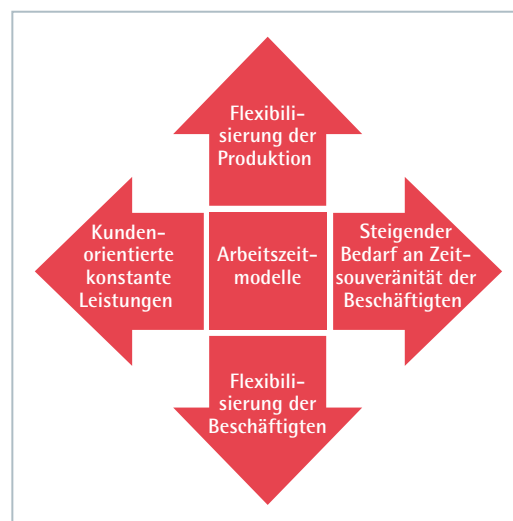 Flexibili-
sierung der
Produktion
Kunden-
orientierte
konstante
Leistungen
Arbeitszeit-
modelle
Steigender
Bedarf an Zeit-
souveränität der
Beschäftigten
Flexibili-
sierung der
Beschäftigten